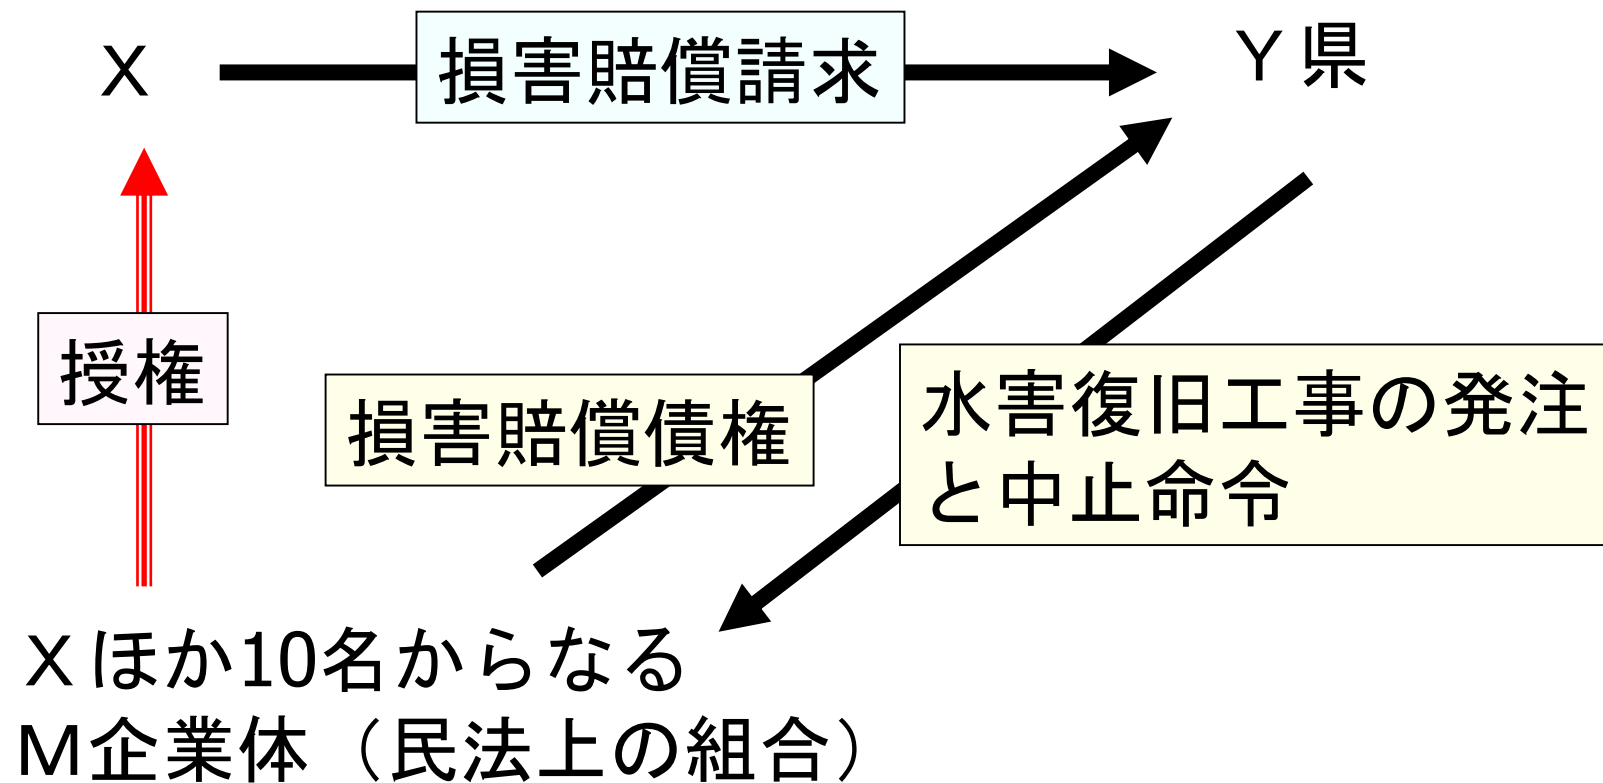 X
損害賠償請求
Y県
授権
損害賠償債権
水害復旧工事の発注
と中止命令
Xほか10名からなる
M企業体（民法上の組合）